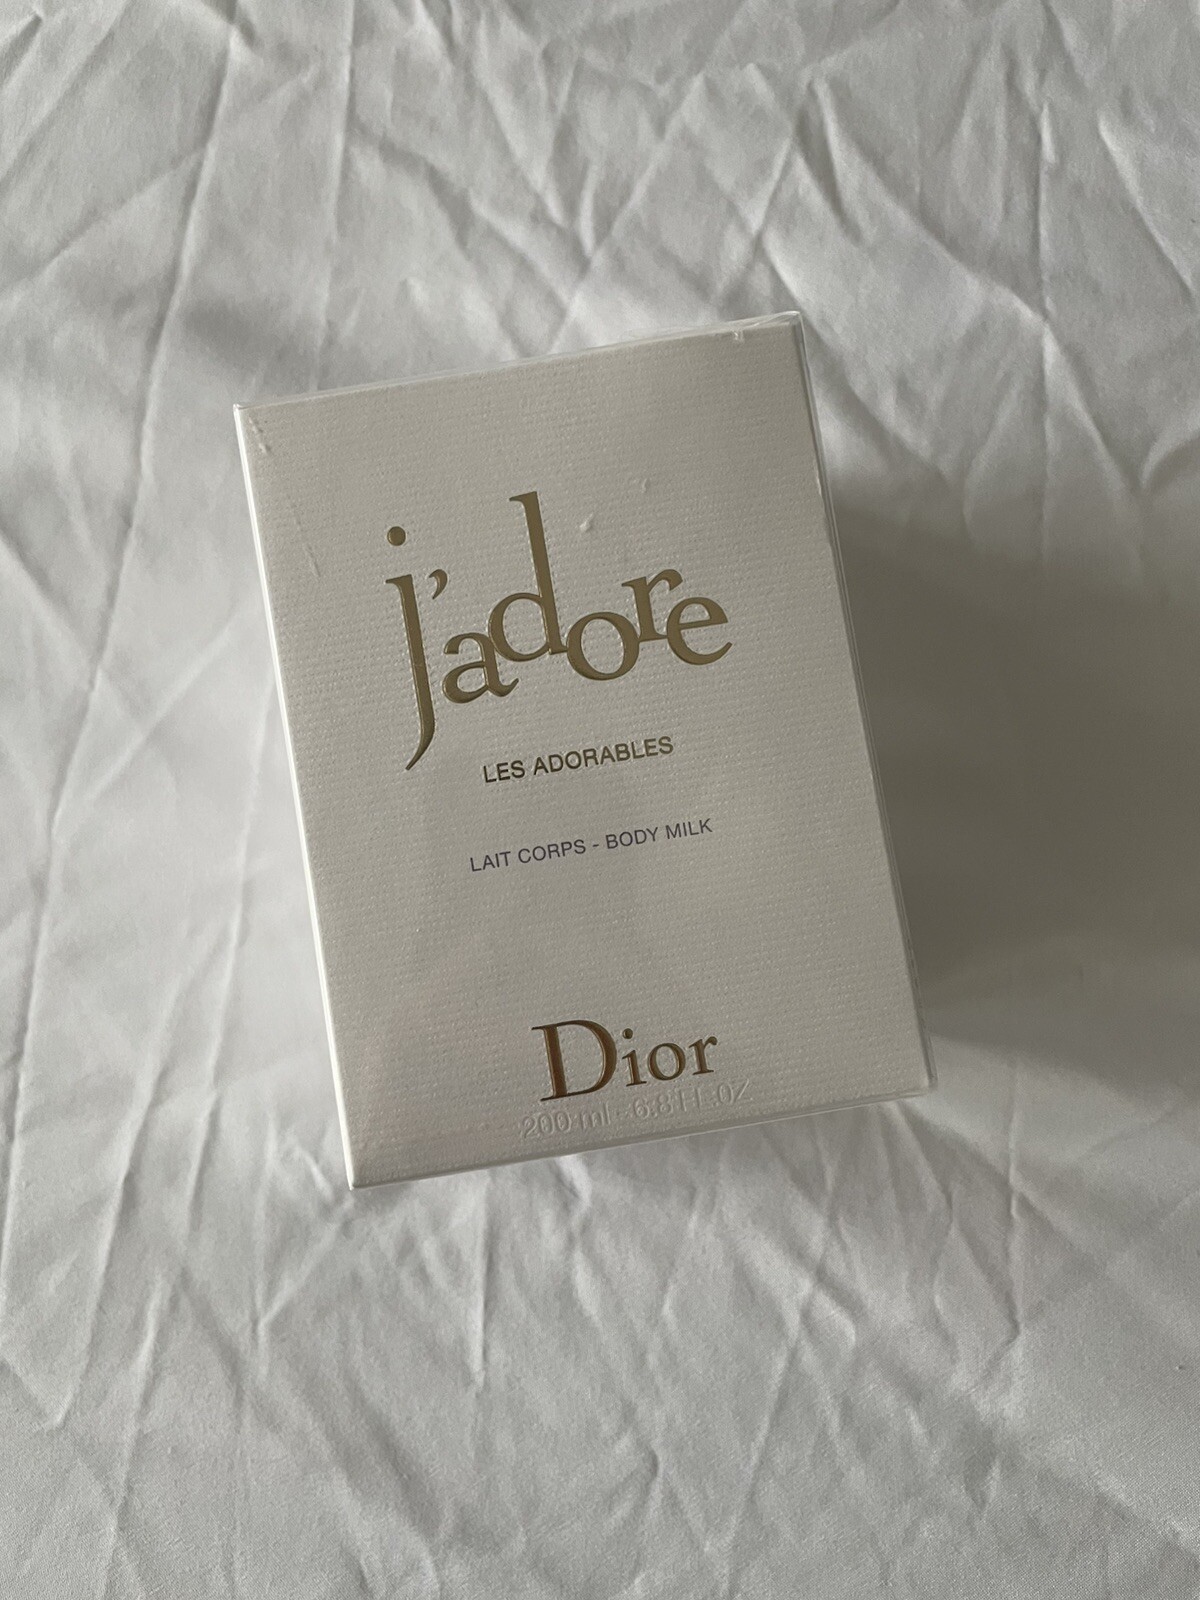 j'adore
LES ADORABLES
LAIT CORPS - BODY MILK
Dior
200 ml - 6.8 FL.OZ